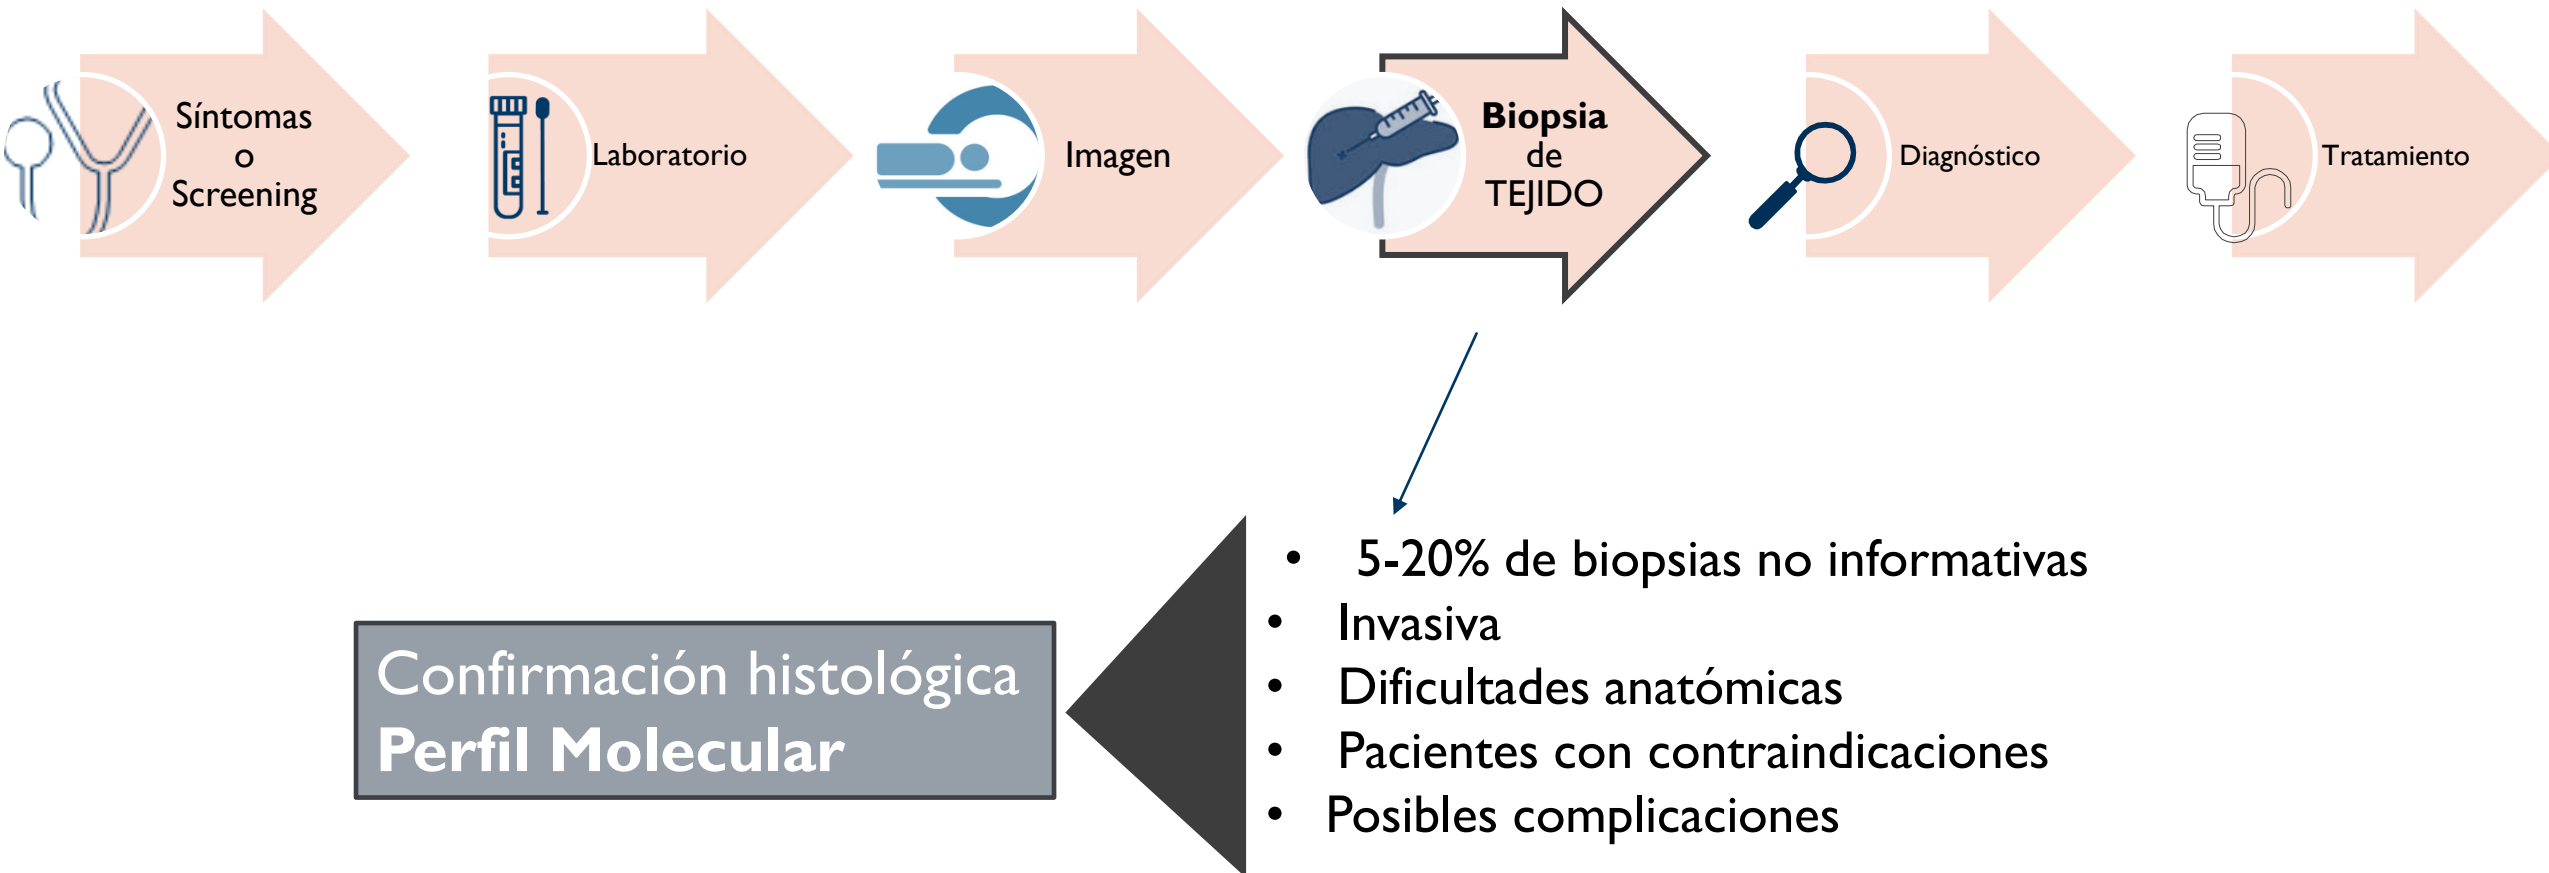 Síntomas
o
Screening
Laboratorio
Imagen
Biopsia
de
TEJIDO
Diagnóstico
Tratamiento
• 5-20% de biopsias no informativas
• Invasiva
• Dificultades anatómicas
• Pacientes con contraindicaciones
• Posibles complicaciones
Confirmación histológica
Perfil Molecular